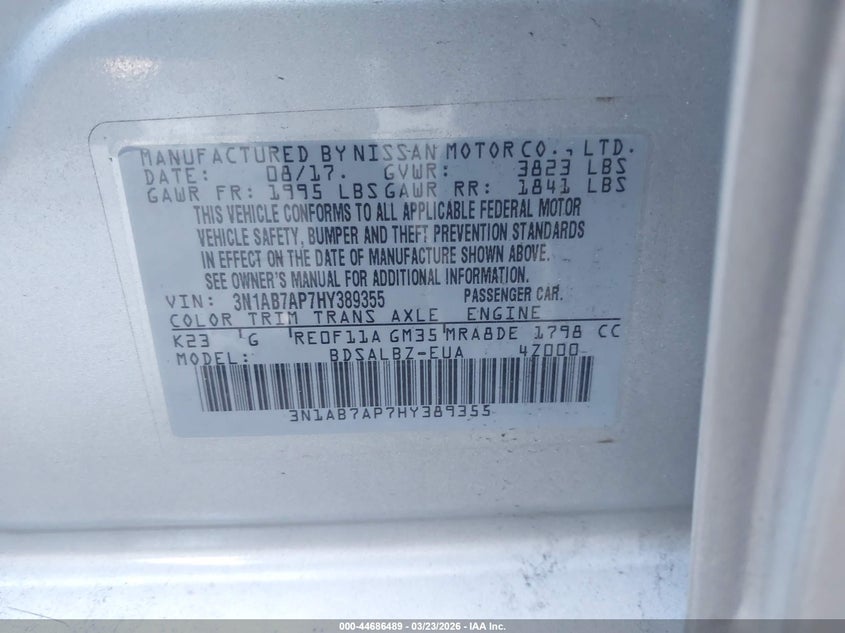 MANUFACTURED BY NISSAN MOTOR CO., LTD.
DATE: 08/17. GVWR: 3823 LBS
GAWR FR: 1995 LBS GAWR RR: 1841 LBS
THIS VEHICLE CONFORMS TO ALL APPLICABLE FEDERAL MOTOR
VEHICLE SAFETY, BUMPER AND THEFT PREVENTION STANDARDS
IN EFFECT ON THE DATE OF MANUFACTURE SHOWN ABOVE.
SEE OWNER'S MANUAL FOR ADDITIONAL INFORMATION.
VIN: 3N1AB7AP7HY389355 PASSENGER CAR.
COLOR TRIM TRANS AXLE ENGINE
K23 'G 'RE0F11A GM35 MRA8DE 1798 CC
MODEL: BDSALBZ-EUA 4Z000
3N1AB7AP7HY389355
000-44686489 | 03/23/2026 - IAA Inc.